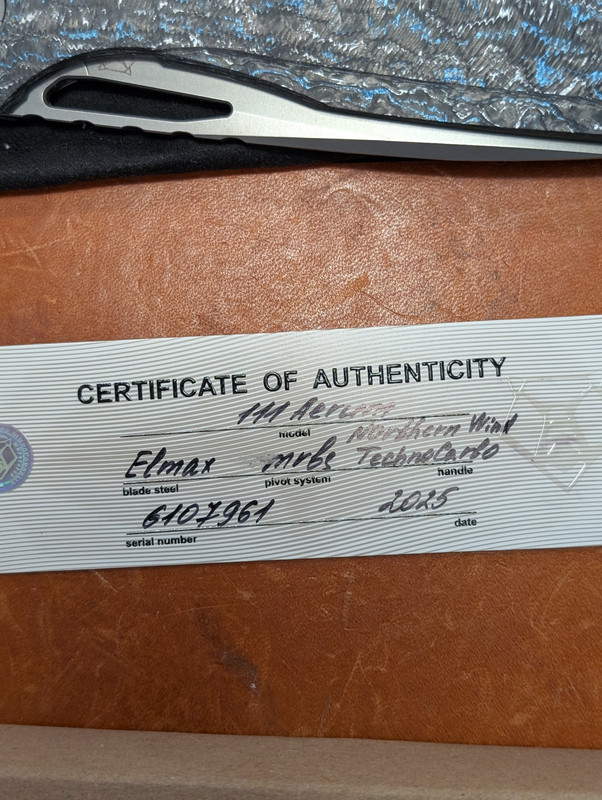 CERTIFICATE OF AUTHENTICITY
111
model
Northern Wind
Elmax mrbs TechnoCarbo
blade steel pivot system handle
6107961 2025
serial number date